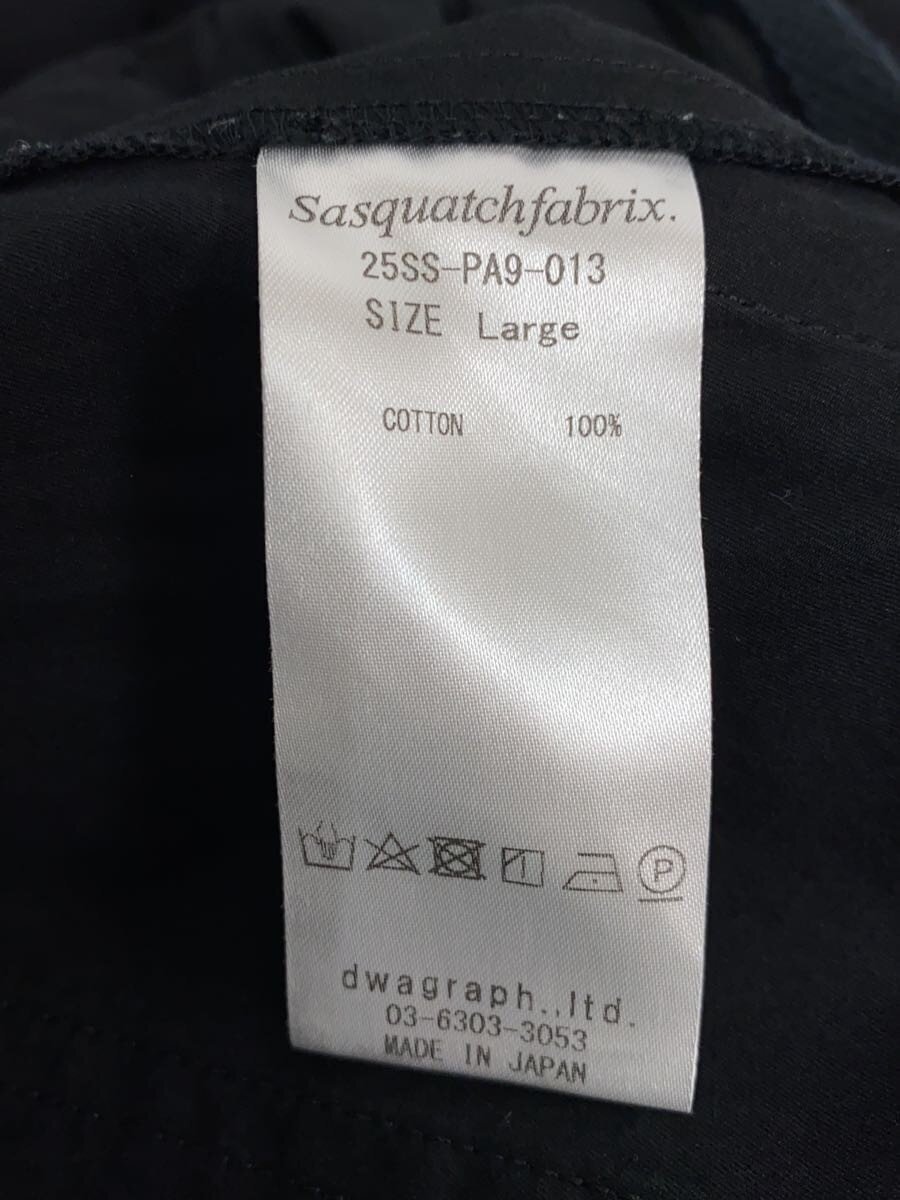 Sasquatchfabrix.
25SS-PA9-013
SIZE Large
COTTON 100%
P
dwagraph.,ltd.
03-6303-3053
MADE IN JAPAN